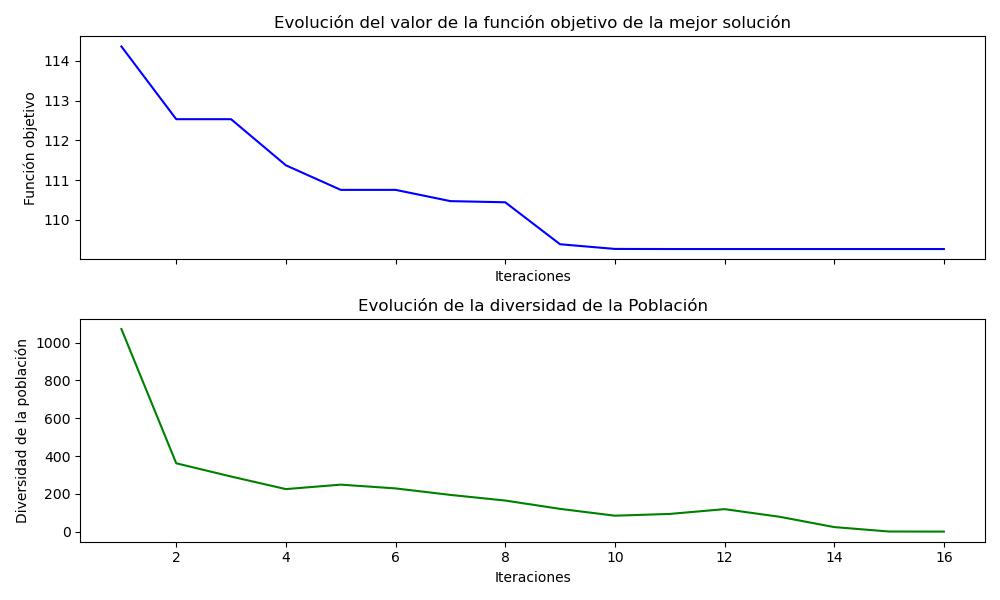 Evolución del valor de la función objetivo de la mejor solución
114
113
112
111
110
Función objetivo
Iteraciones
Evolución de la diversidad de la Población
1000
800
600
400
200
0
Diversidad de la población
2 4 6 8 10 12 14 16
Iteraciones